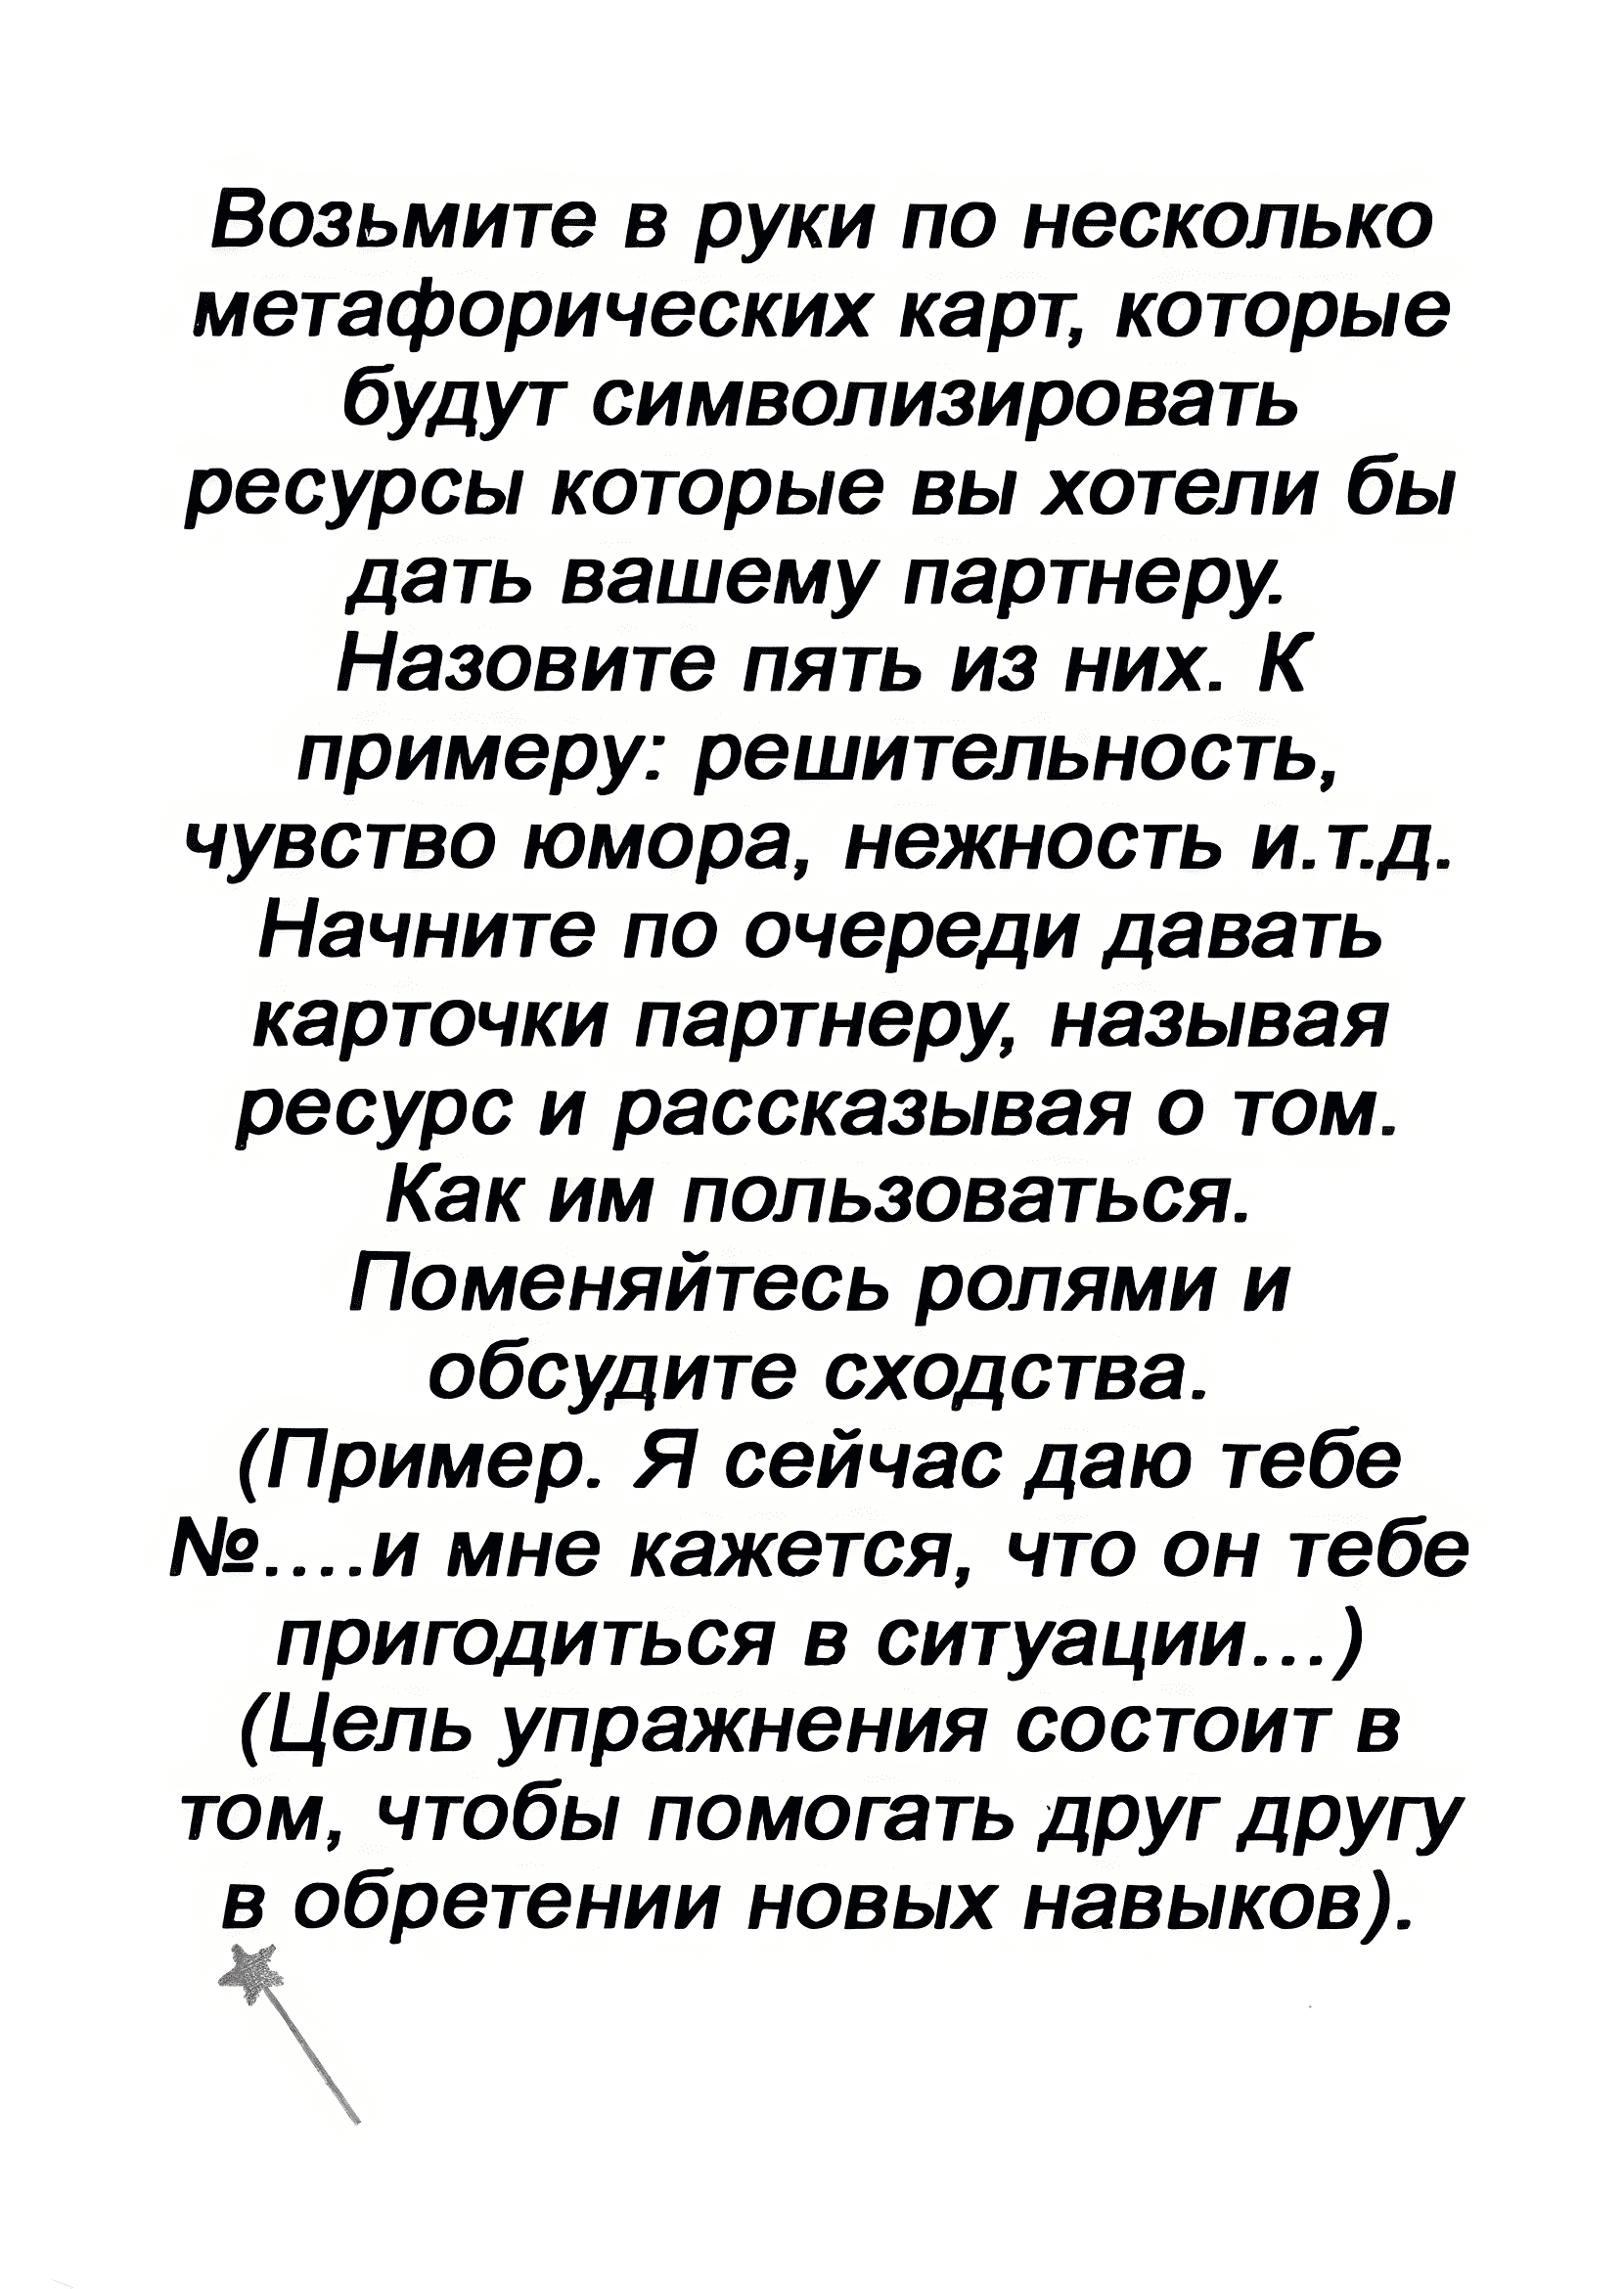 Возьмите в руки по несколько
метафорических карт, которые
будут символизировать
ресурсы которые вы хотели бы
дать вашему партнеру.
Назовите пять из них. К
примеру: решительность,
чувство юмора, нежность и.т.д.
Начните по очереди давать
карточки партнеру, называя
ресурс и рассказывая о том.
Как им пользоваться.
Поменяйтесь ролями и
обсудите сходства.
(Пример. Я сейчас даю тебе
№….и мне кажется, что он тебе
пригодиться в ситуации…)
(Цель упражнения состоит в
том, чтобы помогать друг другу
в обретении новых навыков).